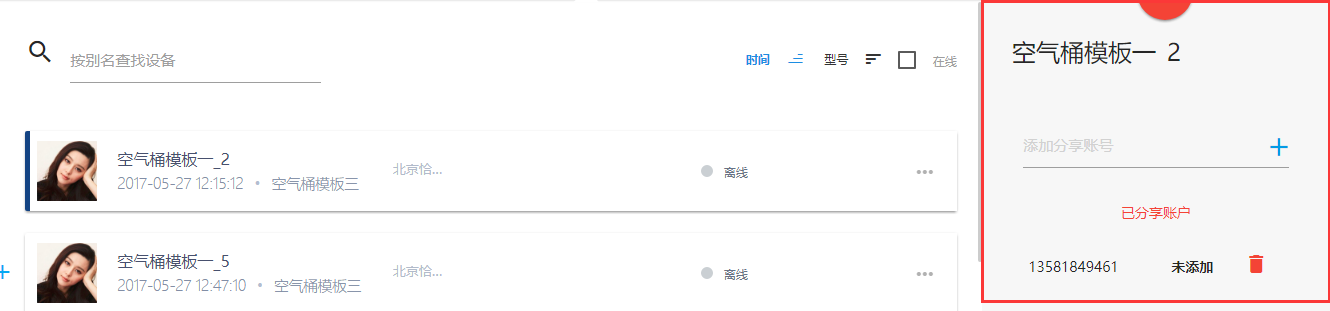 按别名查找设备
时间 型号 在线
空气桶模板一_2
2017-05-27 12:15:12 • 空气桶模板三
北京恰...
离线
空气桶模板一_5
2017-05-27 12:47:10 • 空气桶模板三
北京恰...
离线
空气桶模板一_2
添加分享账号
已分享账户
13581849461 未添加